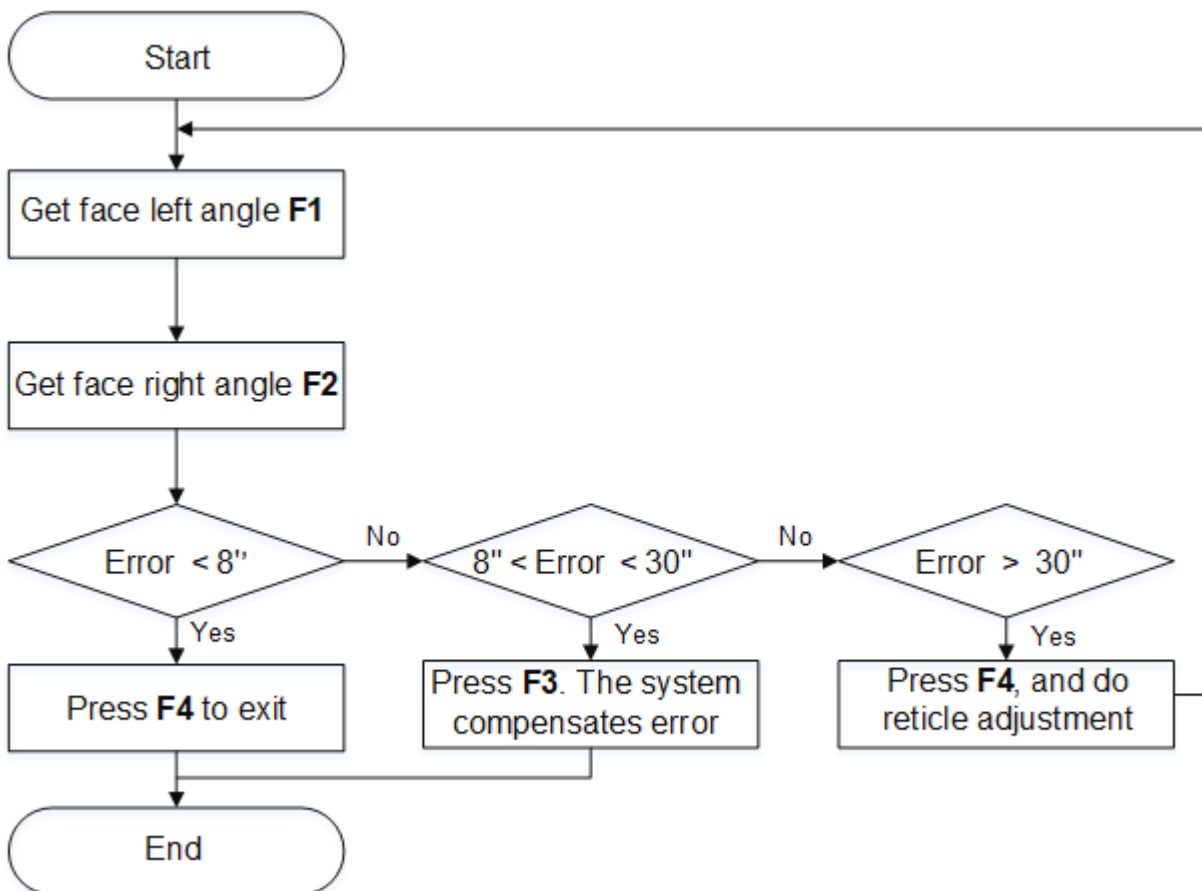 Start
Get face left angle F1
Get face right angle F2
Error < 8”
No
8" < Error < 30"
No
Error > 30"
Yes
Yes
Yes
Press F4 to exit
Press F3. The system
compensates error
Press F4, and do
reticle adjustment
End